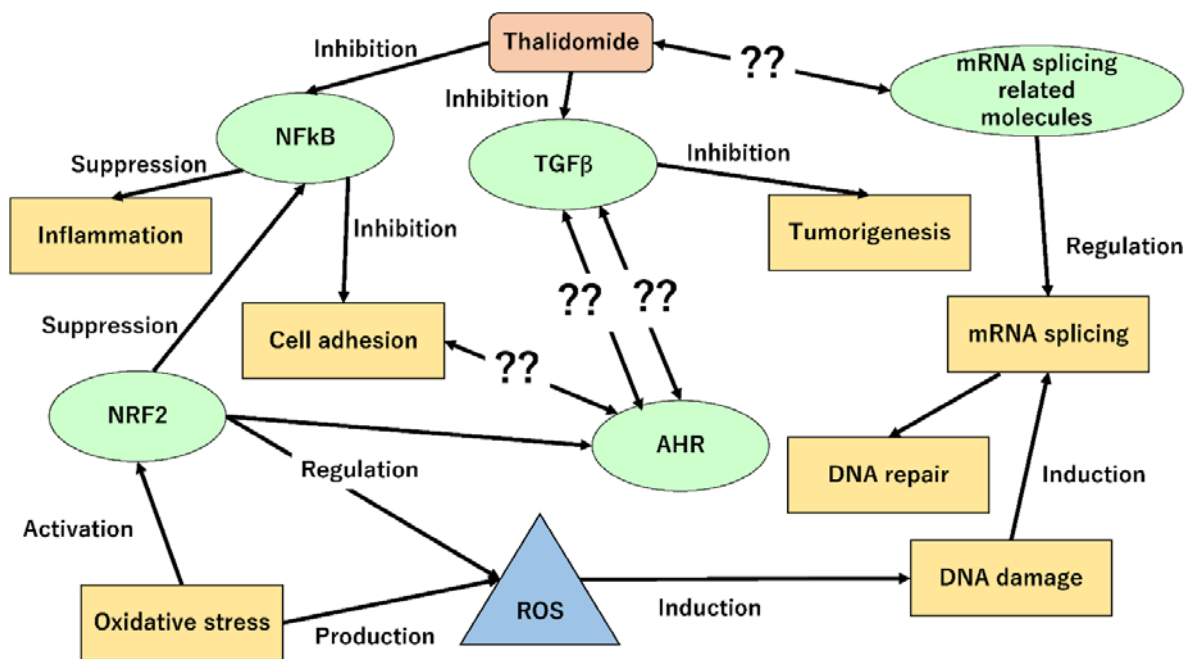 Thalidomide
Inhibition
??
mRNA splicing
related
molecules
Inhibition
NFkB
TGFβ
Inhibition
Suppression
Inflammation
Inhibition
Tumorigenesis
Regulation
??
??
Suppression
Cell adhesion
mRNA splicing
??
NRF2
AHR
Regulation
DNA repair
Induction
Activation
DNA damage
Oxidative stress
Production
ROS
Induction